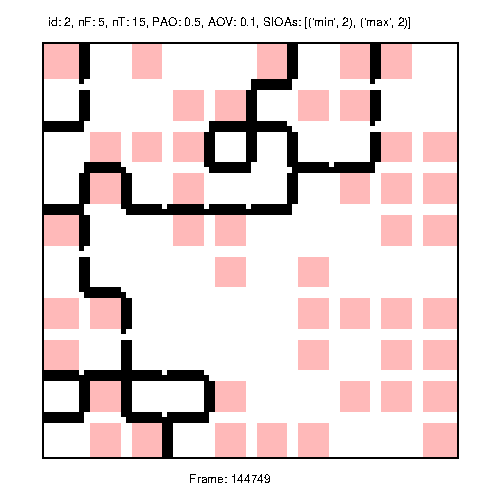 id: 2, nF: 5, nT: 15, PAO: 0.5, AOV: 0.1, SIOAs: [('min', 2), ('max', 2)]
Frame: 144749